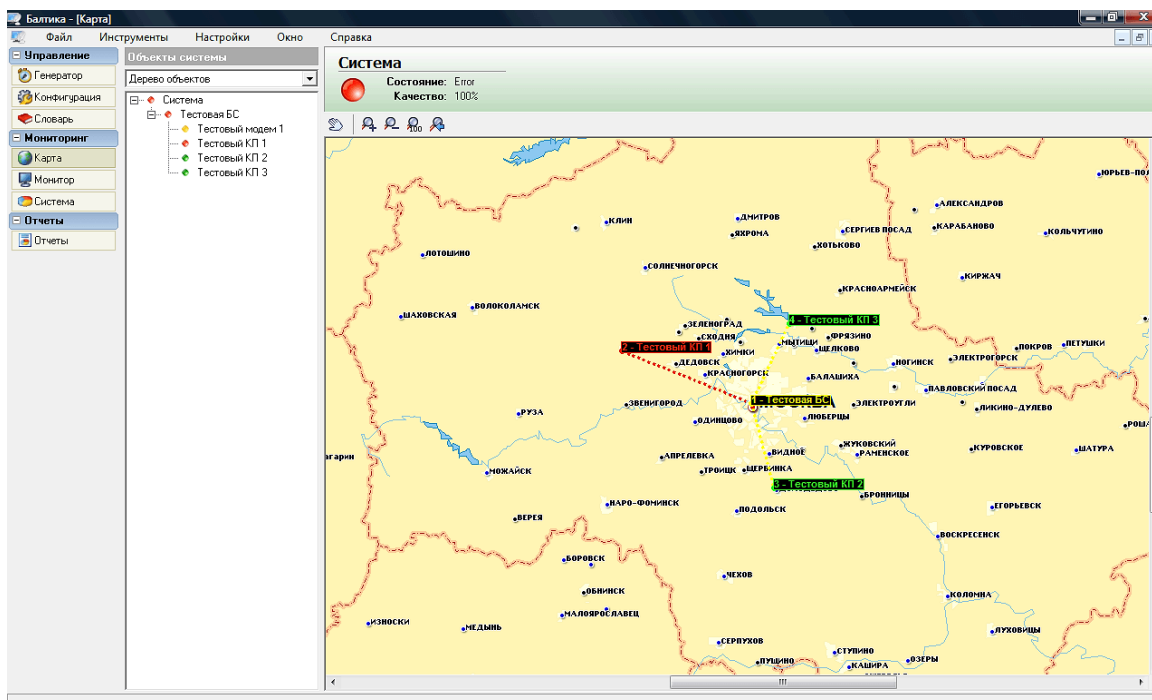 Балтика - [Карта]
Файл Инструменты Настройки Окно Справка
Управление
Генератор
Конфигурация
Словарь
Мониторинг
Карта
Монитор
Система
Отчеты
Отчеты
Объекты системы
Дерево объектов
Система
Тестовая БС
Тестовый модем 1
Тестовый КП 1
Тестовый КП 2
Тестовый КП 3
Система
Состояние: Error
Качество: 100%
100
ЮРЬЕВ-ПО
АЛЕКСАНДРОВ
КЛИН
ДМИТРОВ
ЯХРОМА
СЕРГИЕВ ПОСАД
КАРАБАНОВО
КОЛЬЧУГИНО
ХОТЬКОВО
ЛОТОШИНО
СОЛНЕЧНОГОРСК
КИРЖАЧ
КРАСНОАРМЕЙСК
ВОЛОКОЛАМСК
ШАХОВСКАЯ
4 - Тестовый КП 3
ЗЕЛЕНОГРАД
СХОДНЯ
ФРЯЗИНО
МЫТИЩИ
ЩЕЛКОВО
2 - Тестовый КП 1
ХИМКИ
ПОКРОВ
ПЕТУШКИ
ЭЛЕКТРОГОРСК
НОГИНСК
ДЕДОВСК
КРАСНОГОРСК
БАЛАШИХА
ПАВЛОВСКИЙ ПОСАД
1 - Тестовая БС
МОСКВА
ЗВЕНИГОРОД
ЭЛЕКТРОУГЛИ
ЛИКИНО-ДУЛЕВО
РУЗА
ЛЮБЕРЦЫ
ОДИНЦОВО
РОША
ЖУКОВСКИЙ
РАМЕНСКОЕ
КУРОВСКОЕ
ШАТУРА
агарин
АПРЕЛЕВКА
ВИДНОЕ
МОЖАЙСК
ТРОИЦК
ЩЕРБИНКА
3 - Тестовый КП 2
БРОННИЦЫ
НАРО-ФОМИНСК
ПОДОЛЬСК
ЕГОРЬЕВСК
ВЕРЕЯ
ВОСКРЕСЕНСК
БОРОВСК
ЧЕХОВ
ОБНИНСК
КОЛОМНА
МАЛОЯРОСЛАВЕЦ
ИЗНОСКИ
МЕДЫНЬ
ЛУХОВИЦЫ
СЕРПУХОВ
СТУПИНО
ПУЩИНО
КАШИРА
ОЗЕРЫ